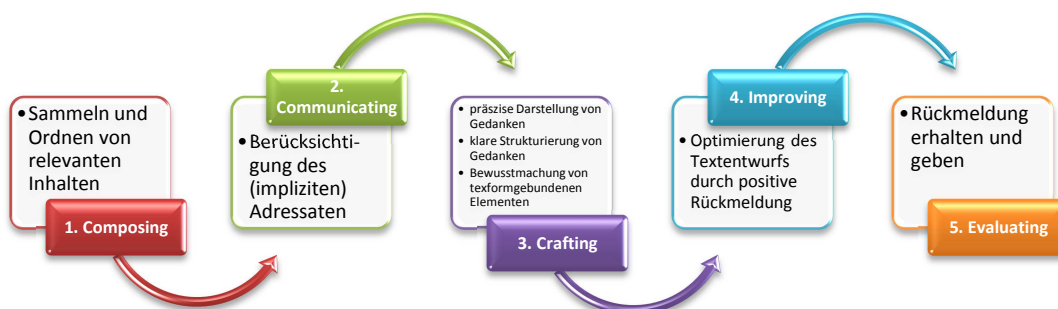 • Sammeln und
Ordnen von
relevanten
Inhalten
1. Composing
2.
Communicating
• Berücksichti-
gung des
(impliziten)
Adressaten
• präszise Darstellung von
Gedanken
• klare Strukturierung von
Gedanken
• Bewusstmachung von
texformgebundenen
Elementen
3. Crafting
4. Improving
• Optimierung des
Textentwurfs
durch positive
Rückmeldung
• Rückmeldung
erhalten und
geben
5. Evaluating